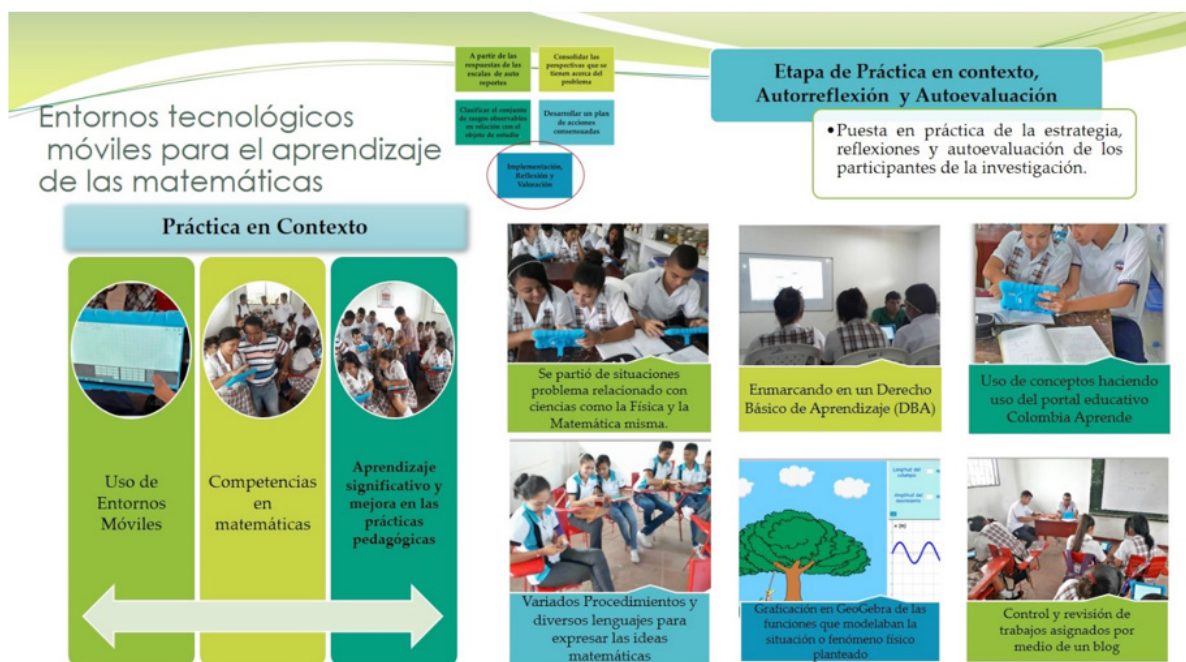 A partir de las
respuestas de las
escalas de auto
reportes
Consolidar las
perspectivas que se
tienen acerca del
problema
Clasificar el conjunto
de rasgos observables
en relación con el
objeto de estudio
Desarrollar un plan
de acciones
consensuadas
Implementación,
Reflexión y
Valoración
Etapa de Práctica en contexto,
Autorreflexión y Autoevaluación
•Puesta en práctica de la estrategia,
reflexiones y autoevaluación de los
participantes de la investigación.
Entornos tecnológicos
móviles para el aprendizaje
de las matemáticas
Práctica en Contexto
Uso de
Entornos
Móviles
Competencias
en
matemáticas
Aprendizaje
significativo y
mejora en las
prácticas
pedagógicas
Se partió de situaciones
problema relacionado con
ciencias como la Física y la
Matemática misma.
Enmarcando en un Derecho
Básico de Aprendizaje (DBA)
Uso de conceptos haciendo
uso del portal educativo
Colombia Aprende
Variados Procedimientos y
diversos lenguajes para
expresar las ideas
matemáticas
Longitud del
columpio
Amplitud del
movimiento
x (m)
Graficación en GeoGebra de las
funciones que modelaban la
situación o fenómeno físico
planteado
Control y revisión de
trabajos asignados por
medio de un blog